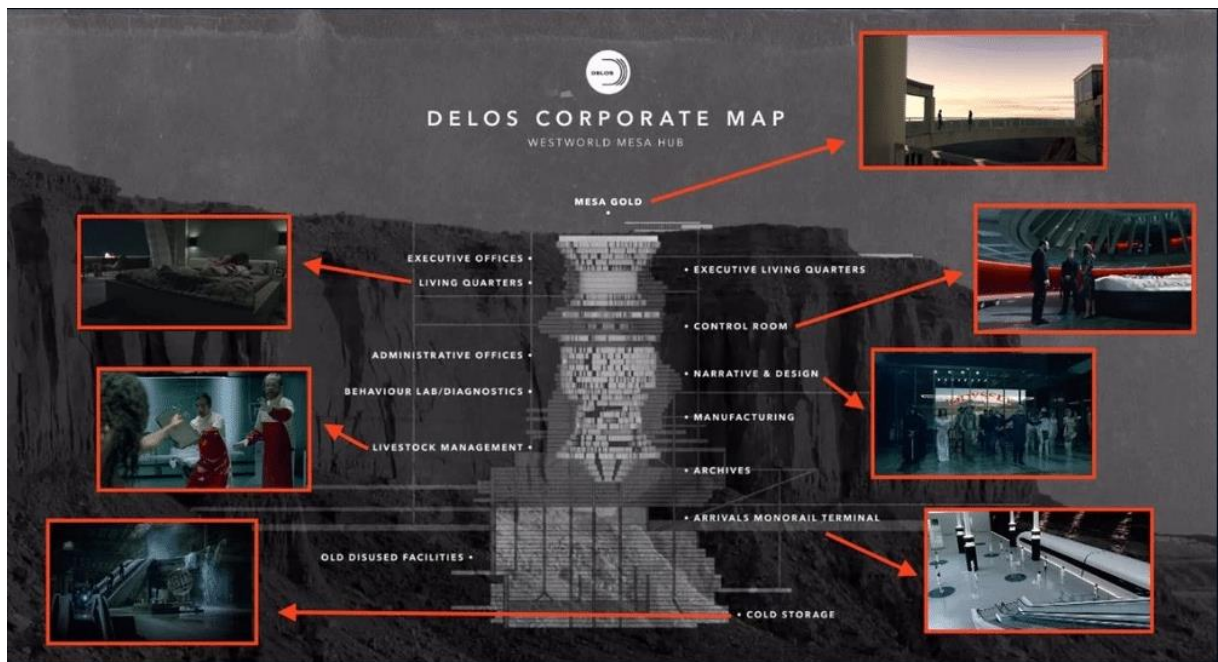 DELOS
DELOS CORPORATE MAP
WESTWORLD MESA HUB
MESA GOLD
EXECUTIVE OFFICES •
• EXECUTIVE LIVING QUARTERS
LIVING QUARTERS •
• CONTROL ROOM
ADMINISTRATIVE OFFICES •
• NARRATIVE & DESIGN
BEHAVIOUR LAB/DIAGNOSTICS •
• MANUFACTURING
LIVESTOCK MANAGEMENT •
• ARCHIVES
• ARRIVALS MONORAIL TERMINAL
OLD DISUSED FACILITIES •
• COLD STORAGE